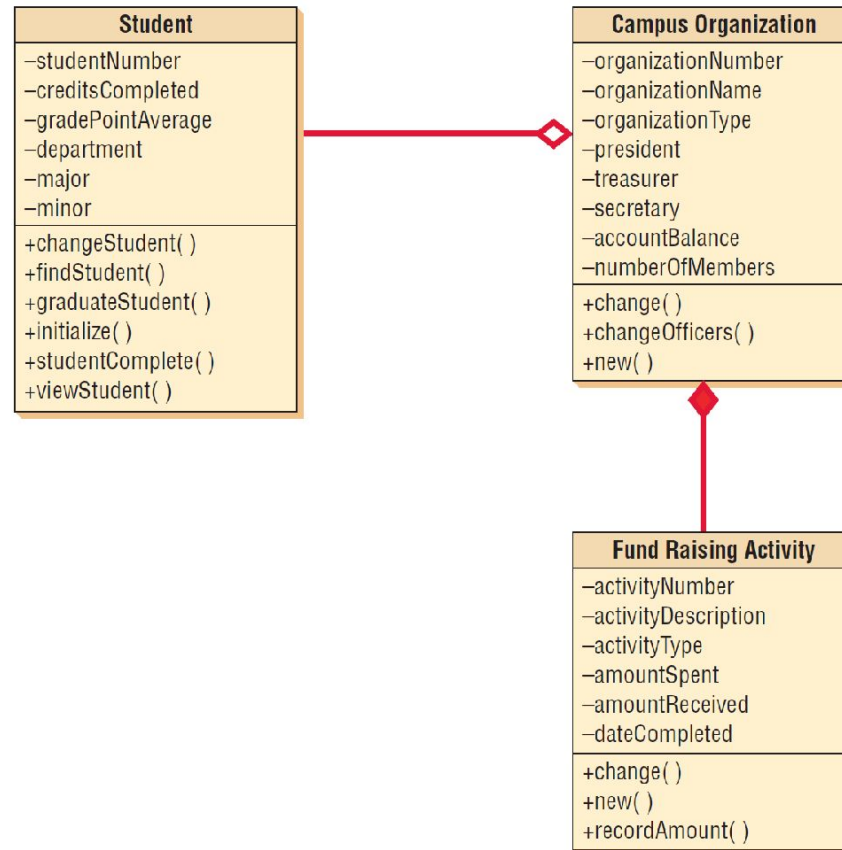 Student
–studentNumber
–creditsCompleted
–gradePointAverage
–department
–major
–minor
+changeStudent( )
+findStudent( )
+graduateStudent( )
+initialize( )
+studentComplete( )
+viewStudent( )
Campus Organization
–organizationNumber
–organizationName
–organizationType
–president
–treasurer
–secretary
–accountBalance
–numberOfMembers
+change( )
+changeOfficers( )
+new( )
Fund Raising Activity
–activityNumber
–activityDescription
–activityType
–amountSpent
–amountReceived
–dateCompleted
+change( )
+new( )
+recordAmount( )